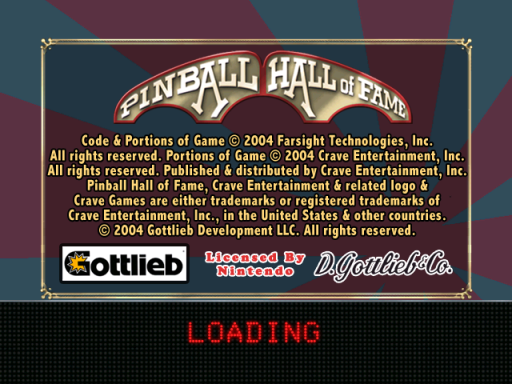 PINBALL HALL of FAME
Code & Portions of Game © 2004 Farsight Technologies, Inc.
All rights reserved. Portions of Game © 2004 Crave Entertainment, Inc.
All rights reserved. Published & distributed by Crave Entertainment, Inc.
Pinball Hall of Fame, Crave Entertainment & related logo &
Crave Games are either trademarks or registered trademarks of
Crave Entertainment, Inc., in the United States & other countries.
© 2004 Gottlieb Development LLC. All rights reserved.
Gottlieb
Licensed By
Nintendo
D. Gottlieb & Co.
LOADING